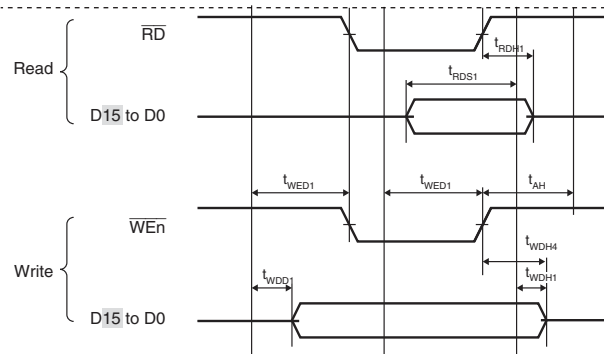 RD
tRDH1
Read
tRDS1
D15 to D0
tWED1 tWED1 tAH
WEn
tWDH4
Write
tWDD1 tWDH1
D15 to D0